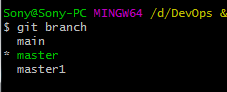 Sony@Sony-PC MINGW64 /d/DevOps &
$ git branch
  main
* master
  master1